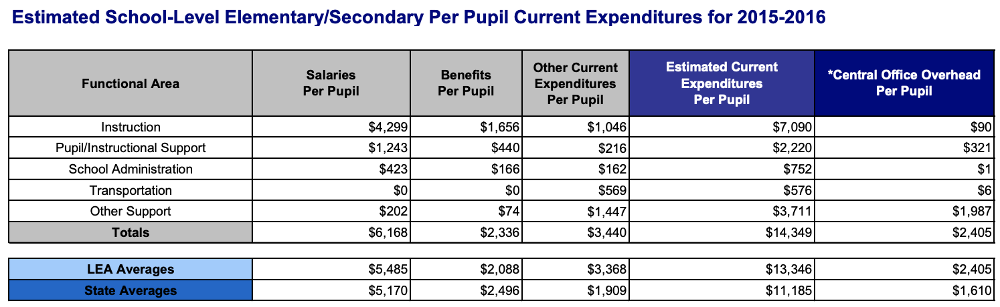 Estimated School-Level Elementary/Secondary Per Pupil Current Expenditures for 2015-2016
Functional Area	Salaries Per Pupil	Benefits Per Pupil	Other Current Expenditures Per Pupil	Estimated Current Expenditures Per Pupil	*Central Office Overhead Per Pupil
Instruction	$4,299	$1,656	$1,046	$7,090	$90
Pupil/Instructional Support	$1,243	$440	$216	$2,220	$321
School Administration	$423	$166	$162	$752	$1
Transportation	$0	$0	$569	$576	$6
Other Support	$202	$74	$1,447	$3,711	$1,987
Totals	$6,168	$2,336	$3,440	$14,349	$2,405
LEA Averages	$5,485	$2,088	$3,368	$13,346	$2,405
State Averages	$5,170	$2,496	$1,909	$11,185	$1,610